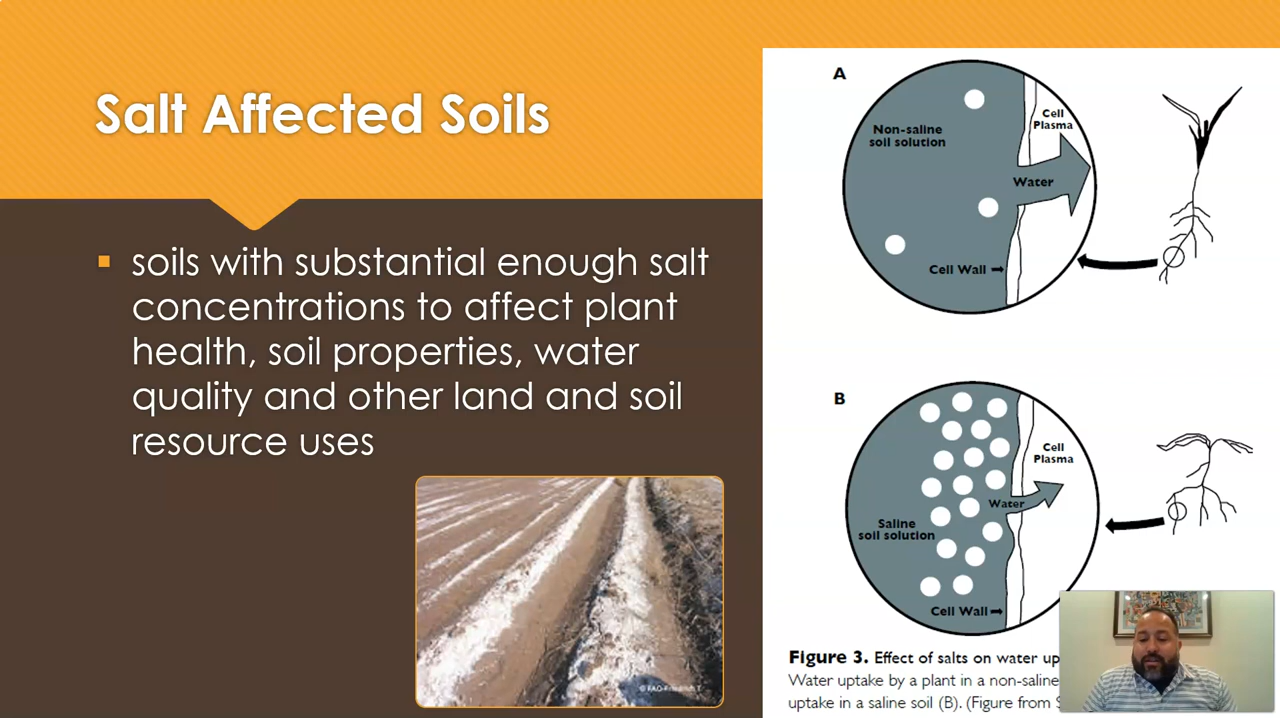 Salt Affected Soils
soils with substantial enough salt
concentrations to affect plant
health, soil properties, water
quality and other land and soil
resource uses
© FAO-Friedrich T.
A
Non-saline
soil solution
Cell
Plasma
Water
Cell Wall
B
Cell
Plasma
Water
Saline
soil solution
Cell Wall
Figure 3. Effect of salts on water up
Water uptake by a plant in a non-saline
uptake in a saline soil (B). (Figure from